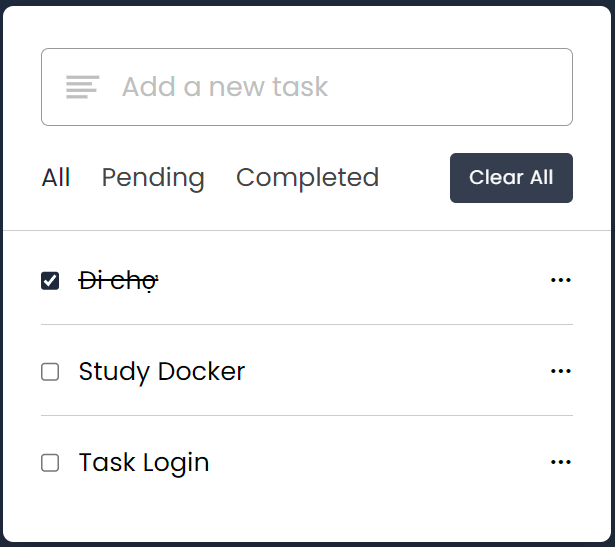 Add a new task
All Pending Completed Clear All
Đi chợ
Study Docker
Task Login